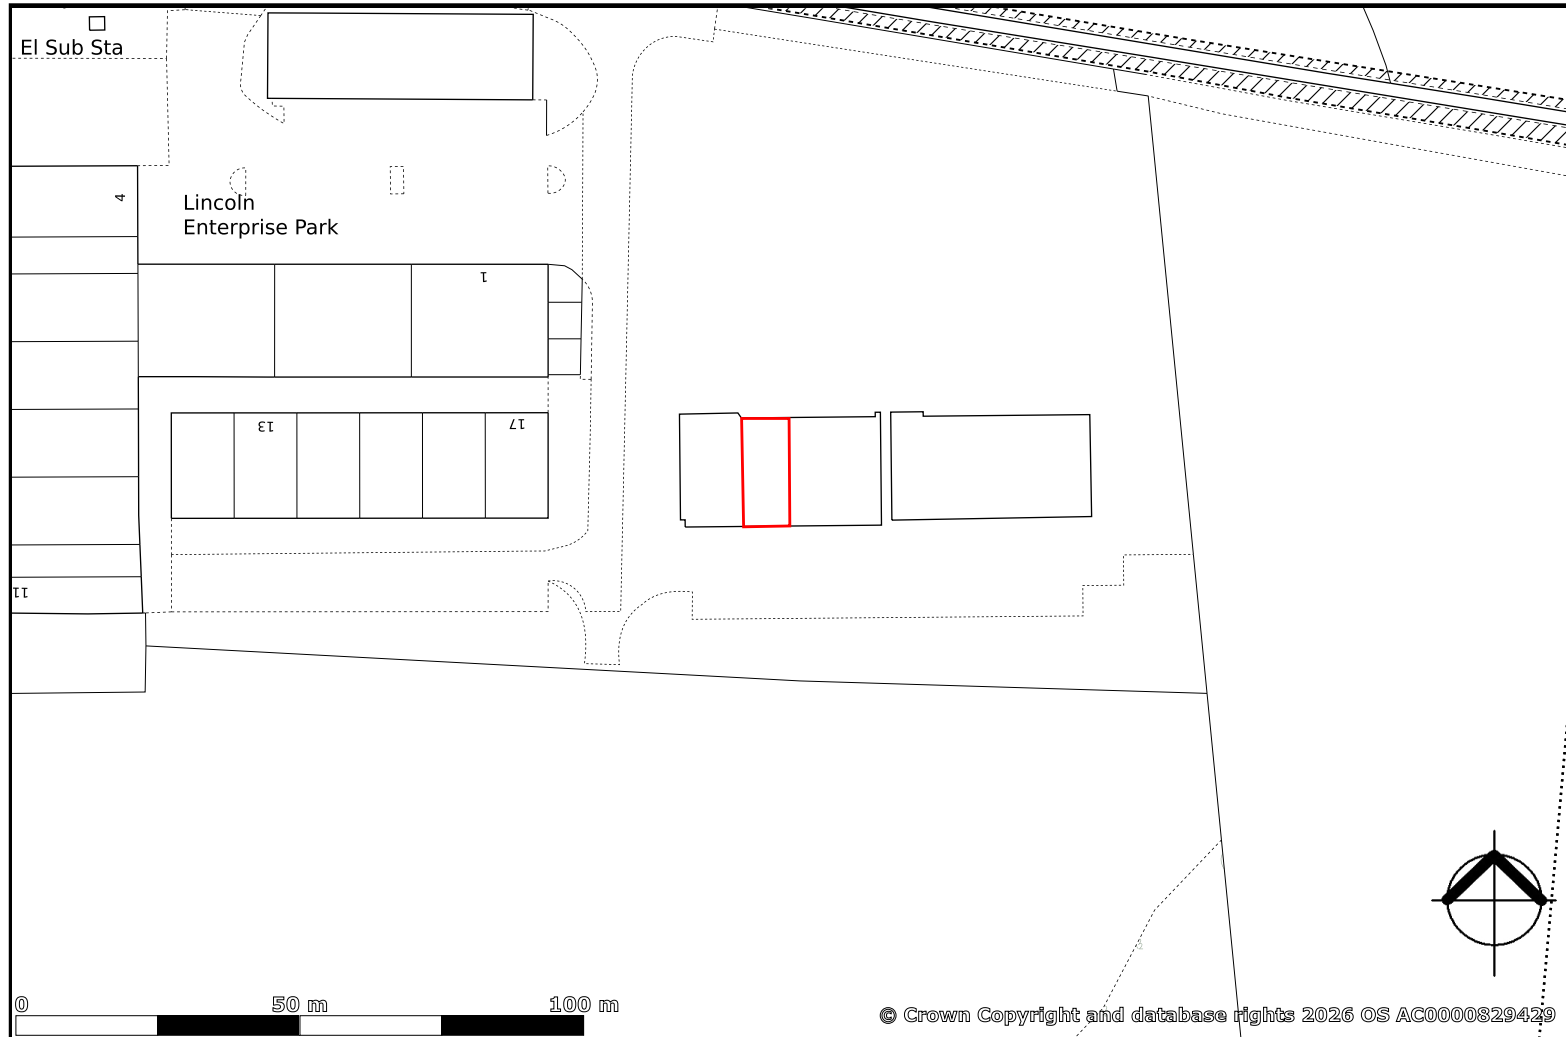 El Sub Sta
4
Lincoln
Enterprise Park
1
13
17
11
0
50 m
100 m
© Crown Copyright and database rights 2026 OS AC0000829429